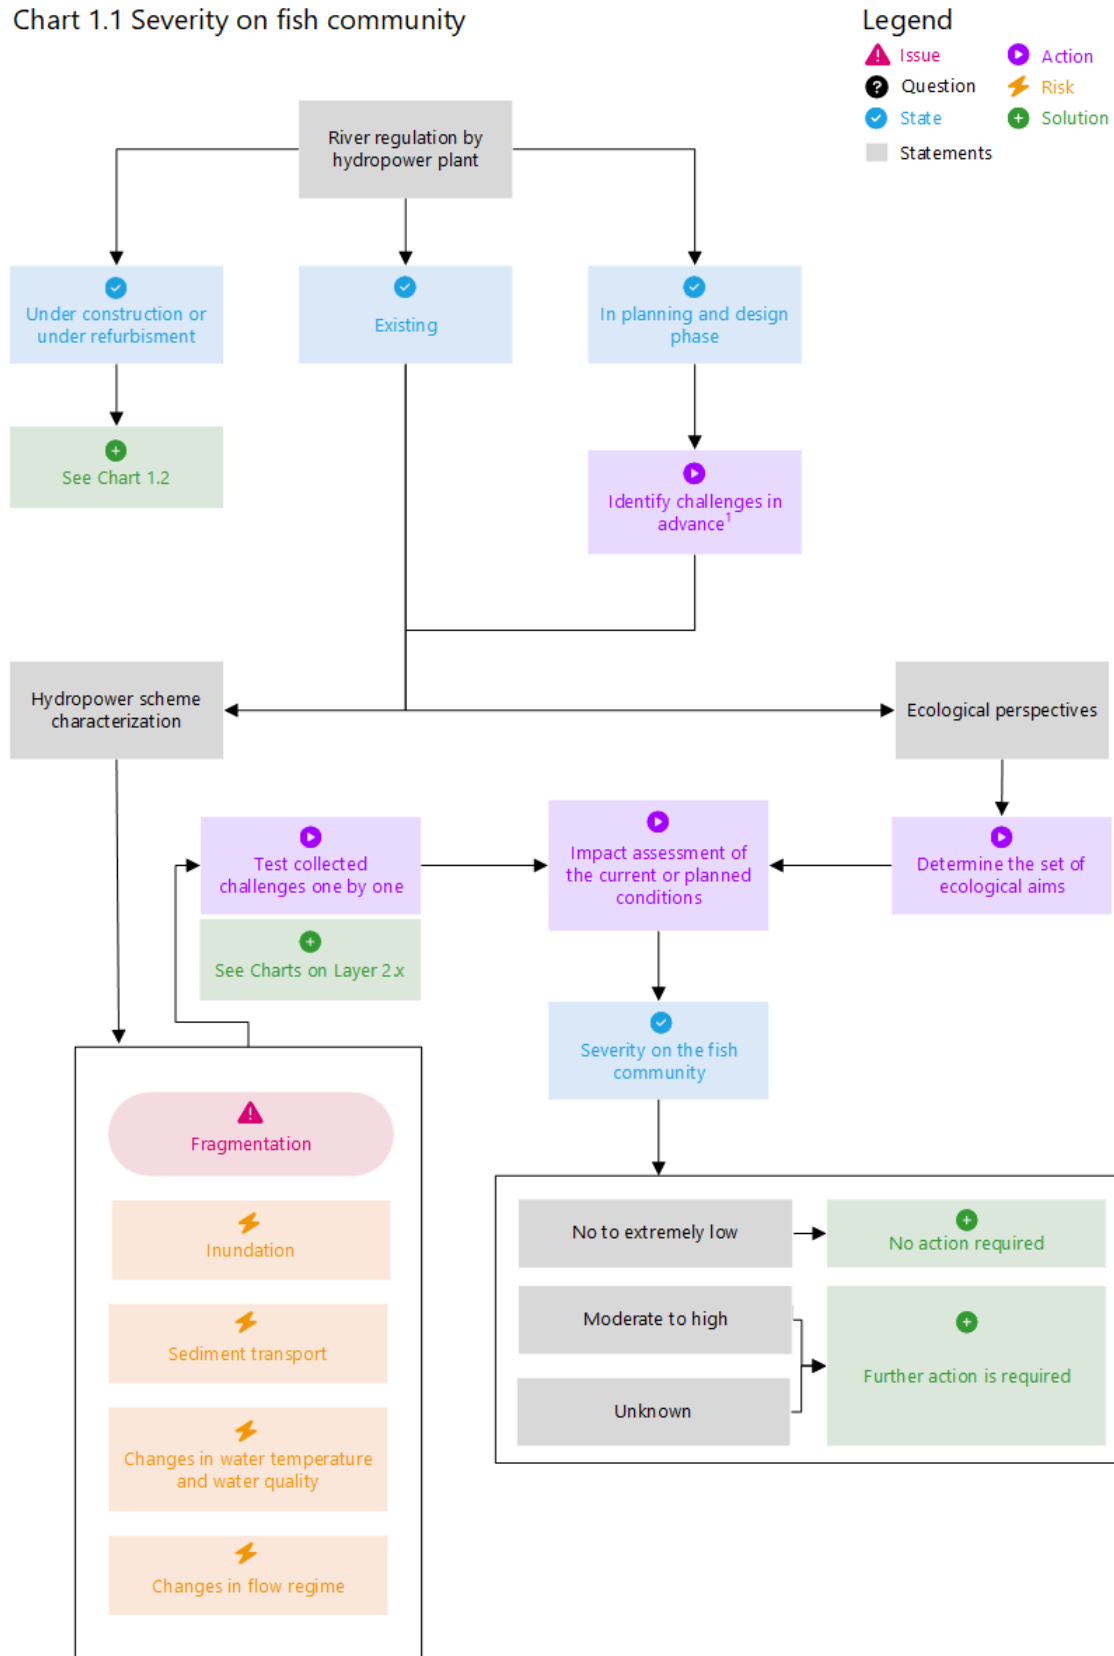 Chart 1.1 Severity on fish community
Legend
Issue
Action
Question
Risk
State
Solution
Statements
River regulation by
hydropower plant
Under construction or
under refurbisment
Existing
In planning and design
phase
See Chart 1.2
Identify challenges in
advance¹
Hydropower scheme
characterization
Ecological perspectives
Test collected
challenges one by one
Impact assessment of
the current or planned
conditions
Determine the set of
ecological aims
See Charts on Layer 2.x
Severity on the fish
community
Fragmentation
Inundation
Sediment transport
Changes in water temperature
and water quality
Changes in flow regime
No to extremely low
No action required
Moderate to high
Unknown
Further action is required